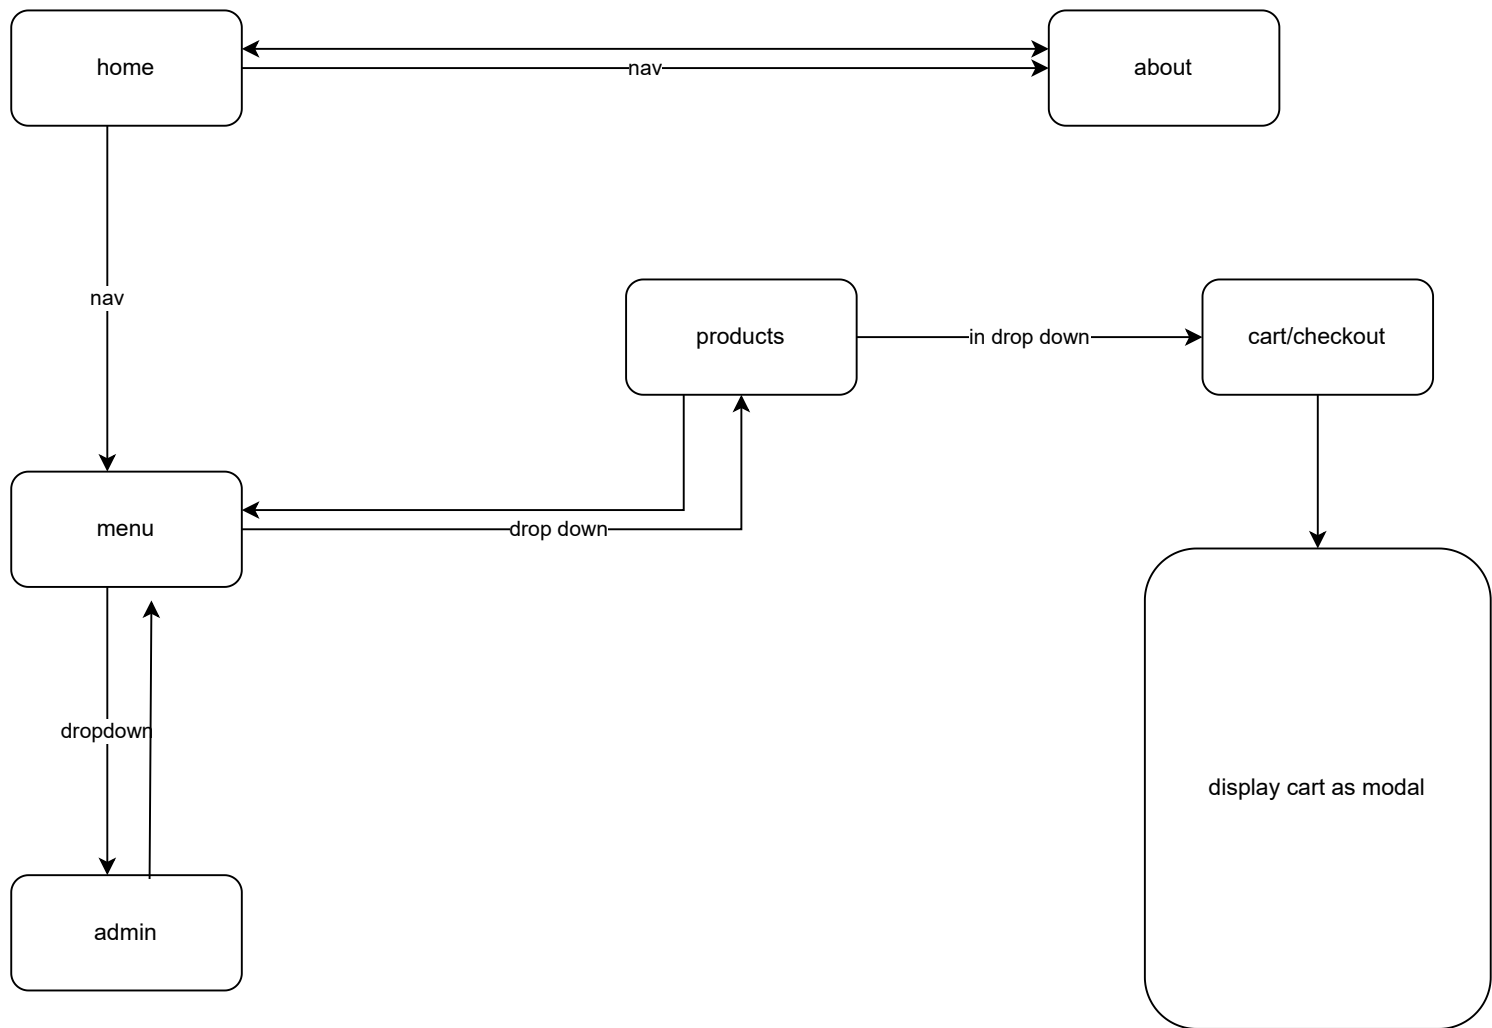 home
nav
about
nav
products
in drop down
cart/checkout
menu
drop down
dropdown
display cart as modal
admin